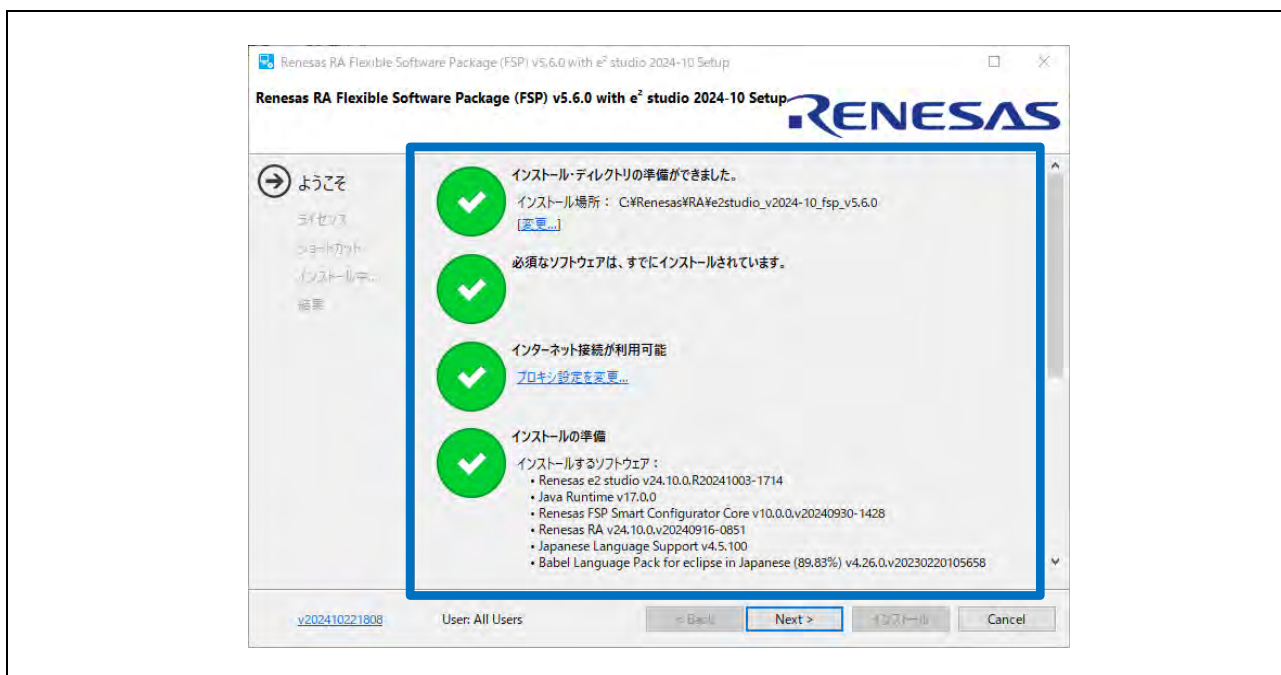 Renesas RA Flexible Software Package (FSP) v5.6.0 with e² studio 2024-10 Setup
Renesas RA Flexible Software Package (FSP) v5.6.0 with e² studio 2024-10 Setup
RENESAS
ようこそ
ライセンス
ショートカット
インストール中...
結果
インストール・ディレクトリの準備ができました。
インストール場所： C:¥Renesas¥RA¥e2studio_v2024-10_fsp_v5.6.0
[変更...]
必須なソフトウェアは、すでにインストールされています。
インターネット接続が利用可能
プロキシ設定を変更...
インストールの準備
インストールするソフトウェア：
• Renesas e2 studio v24.10.0.R20241003-1714
• Java Runtime v17.0.0
• Renesas FSP Smart Configurator Core v10.0.0.v20240930-1428
• Renesas RA v24.10.0.v20240916-0851
• Japanese Language Support v4.5.100
• Babel Language Pack for eclipse in Japanese (89.83%) v4.26.0.v20230220105658
v202410221808
User: All Users
< Back
Next >
インストール
Cancel